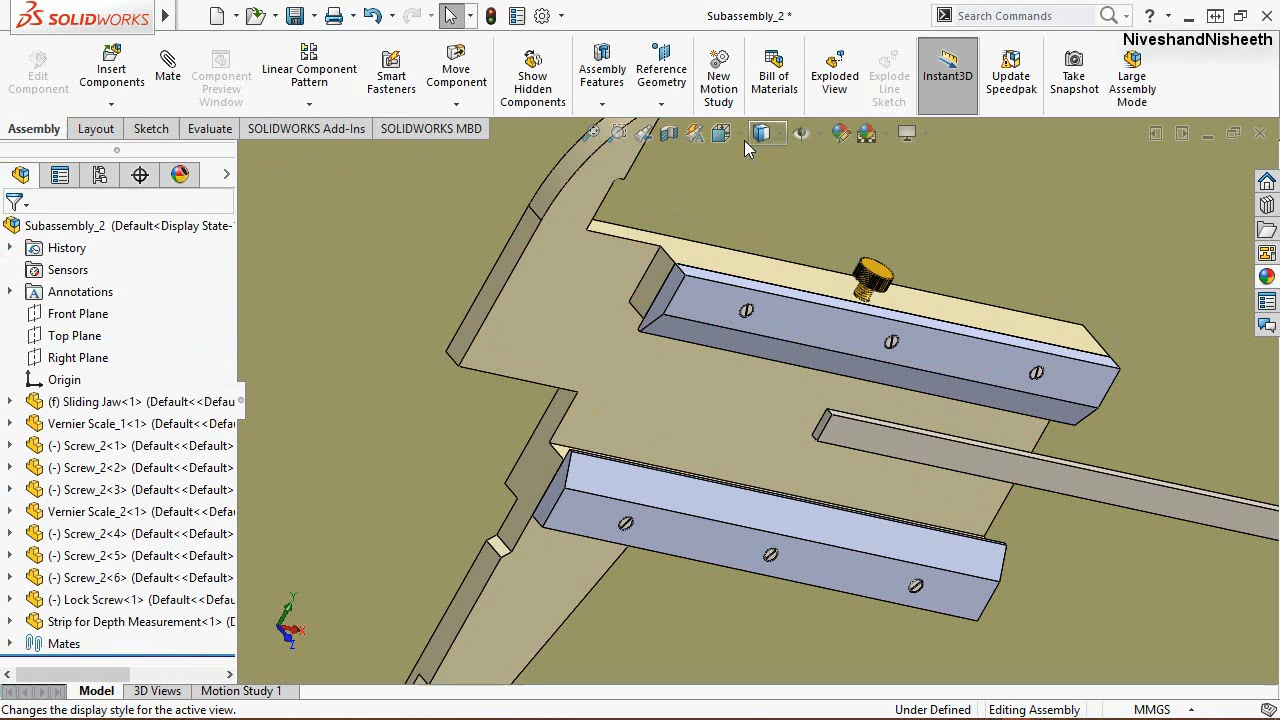 SOLIDWORKS
Subassembly_2 *
Search Commands
NiveshandNisheeth
Edit Component
Insert Components
Mate
Component Preview Window
Linear Component Pattern
Smart Fasteners
Move Component
Show Hidden Components
Assembly Features
Reference Geometry
New Motion Study
Bill of Materials
Exploded View
Explode Line Sketch
Instant3D
Update Speedpak
Take Snapshot
Large Assembly Mode
Assembly
Layout
Sketch
Evaluate
SOLIDWORKS Add-Ins
SOLIDWORKS MBD
Subassembly_2 (Default<Display State-
History
Sensors
Annotations
Front Plane
Top Plane
Right Plane
Origin
(f) Sliding Jaw<1> (Default<<Defau
Vernier Scale_1<1> (Default<<Defau
(-) Screw_2<1> (Default<<Default>
(-) Screw_2<2> (Default<<Default>
(-) Screw_2<3> (Default<<Default>
Vernier Scale_2<1> (Default<<Defau
(-) Screw_2<4> (Default<<Default>
(-) Screw_2<5> (Default<<Default>
(-) Screw_2<6> (Default<<Default>
(-) Lock Screw<1> (Default<<Defau
Strip for Depth Measurement<1> (D
Mates
Y
X
Z
Model
3D Views
Motion Study 1
Changes the display style for the active view.
Under Defined
Editing Assembly
MMGS